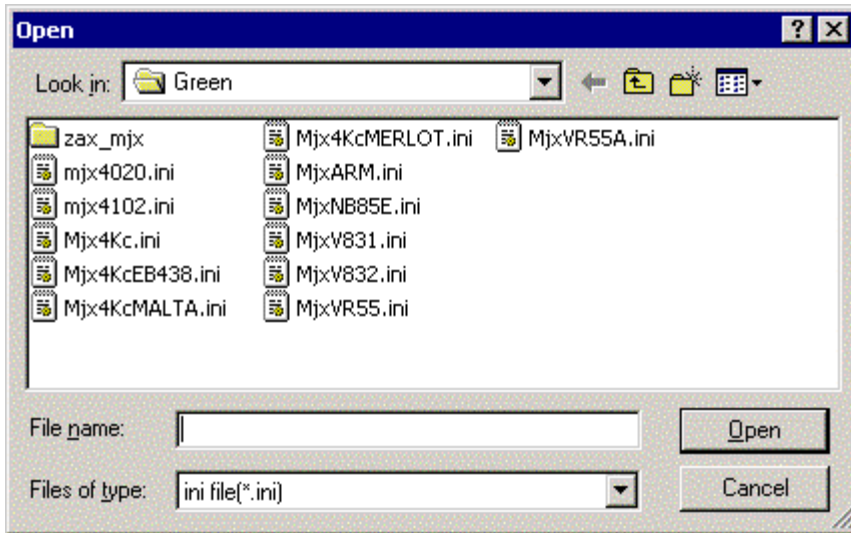 Open
Look in: Green
zax_mjx Mjx4KcMERLOT.ini MjxVR55A.ini
mjx4020.ini MjxARM.ini
mjx4102.ini MjxNB85E.ini
Mjx4Kc.ini MjxV831.ini
Mjx4KcEB438.ini MjxV832.ini
Mjx4KcMALTA.ini MjxVR55.ini
File name: Open
Files of type: ini file(*.ini) Cancel